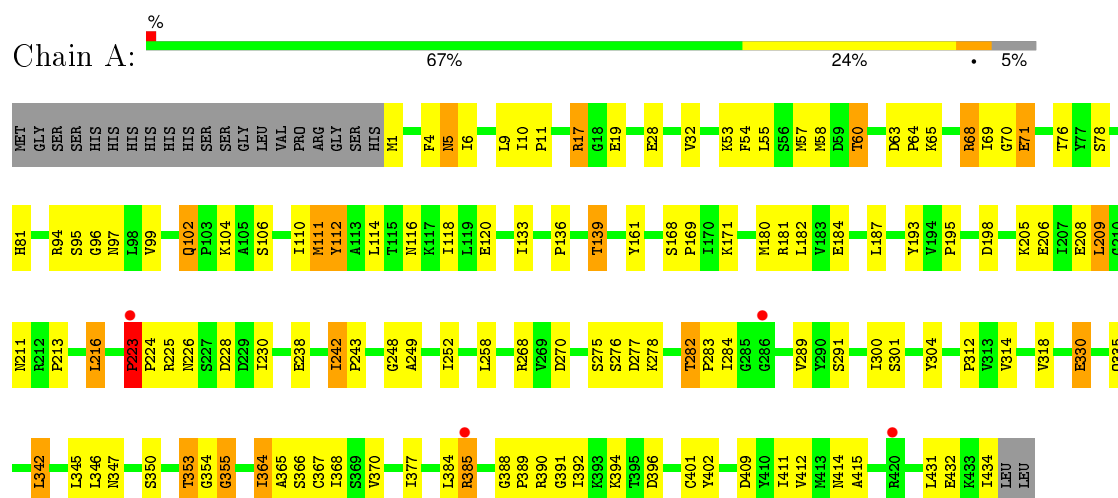 %
Chain A:
67% 24% • 5%
MET GLY SER SER HIS HIS HIS HIS HIS HIS SER SER GLY LEU VAL PRO ARG GLY SER HIS M1 F4 N5 I6 L9 I10 P11 R17 G18 E19 E28 V32 K53 F54 L55 S56 M57 M58 D59 T60 D63 P64 K65 R68 I69 G70 E71 T76 Y77 S78
H81 R94 S95 G96 N97 L98 V99 Q102 P103 K104 A105 S106 I110 M111 Y112 A113 L114 T115 N116 K117 I118 L119 E120 I133 P136 T139 Y161 S168 P169 I170 K171 M180 R181 L182 V183 E184 L187 Y193 V194 P195 D198 K205 E206 I207 E208 L209 G210
N211 R212 P213 L216 P223 P224 R225 N226 S227 D228 D229 I230 E238 I242 P243 G248 A249 I252 L258 R268 V269 D270 S275 S276 D277 K278 T282 P283 I284 G285 G286 V289 Y290 S291 I300 S301 Y304 P312 V313 V314 V318 E330
L342 L345 L346 N347 S350 T353 G354 G355 I364 A365 S366 C367 I368 S369 V370 I377 L384 R385 G388 P389 R390 G391 I392 K393 K394 T395 D396 C401 Y402 D409 Y410 I411 V412 M413 N414 A415 R420 L431 E432 K433 I434 LEU LEU